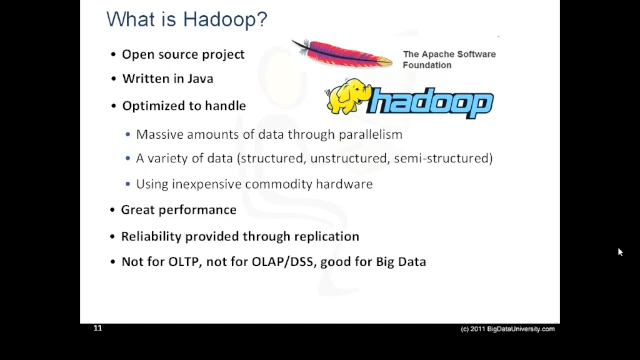 What is Hadoop?
• Open source project
• Written in Java
• Optimized to handle
• Massive amounts of data through parallelism
• A variety of data (structured, unstructured, semi-structured)
• Using inexpensive commodity hardware
• Great performance
• Reliability provided through replication
• Not for OLTP, not for OLAP/DSS, good for Big Data
The Apache Software
Foundation
hadoop
11
(c) 2011 BigDataUniversity.com